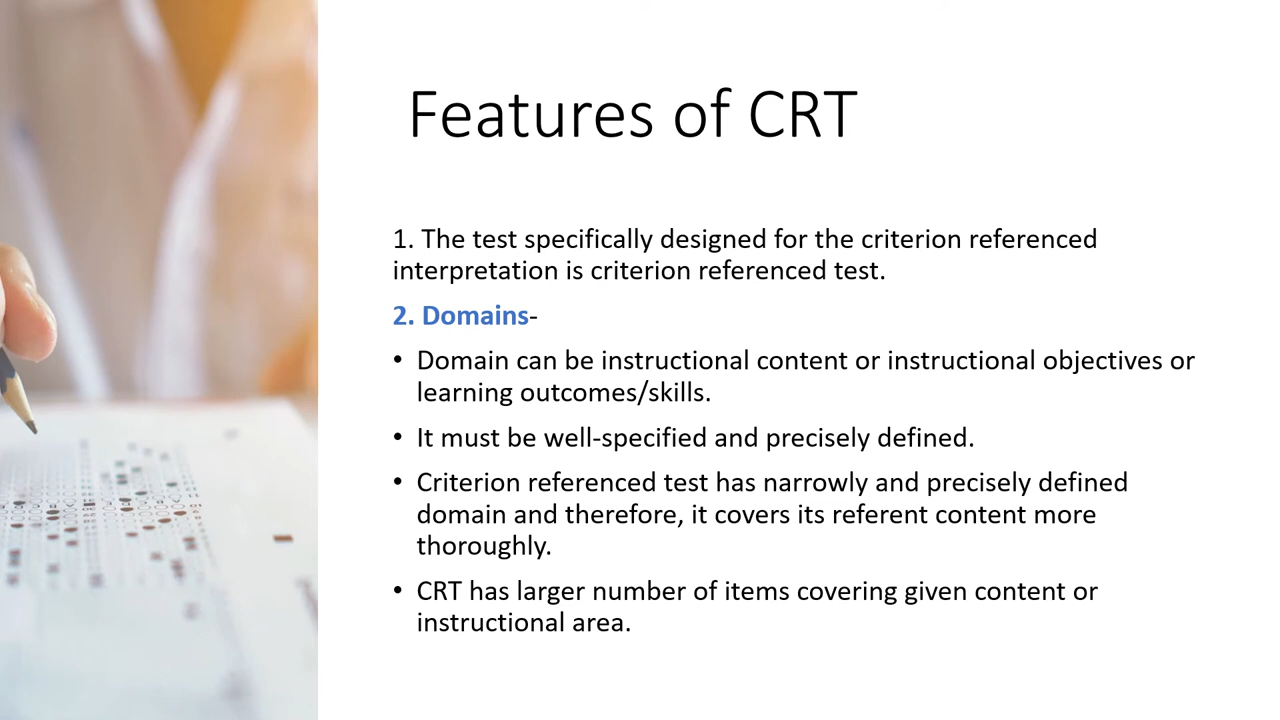 Features of CRT
1. The test specifically designed for the criterion referenced
interpretation is criterion referenced test.
2. Domains-
• Domain can be instructional content or instructional objectives or
learning outcomes/skills.
• It must be well-specified and precisely defined.
• Criterion referenced test has narrowly and precisely defined
domain and therefore, it covers its referent content more
thoroughly.
• CRT has larger number of items covering given content or
instructional area.